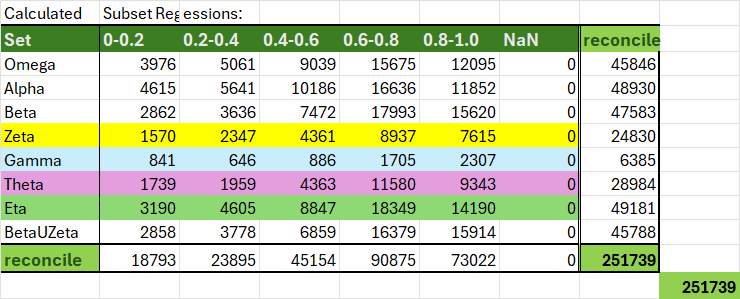 Calculated Subset Reg essions:
Set 0-0.2 0.2-0.4 0.4-0.6 0.6-0.8 0.8-1.0 NaN reconcile
Omega 3976 5061 9039 15675 12095 0 45846
Alpha 4615 5641 10186 16636 11852 0 48930
Beta 2862 3636 7472 17993 15620 0 47583
Zeta 1570 2347 4361 8937 7615 0 24830
Gamma 841 646 886 1705 2307 0 6385
Theta 1739 1959 4363 11580 9343 0 28984
Eta 3190 4605 8847 18349 14190 0 49181
BetaUZeta 2858 3778 6859 16379 15914 0 45788
reconcile 18793 23895 45154 90875 73022 0 251739
251739